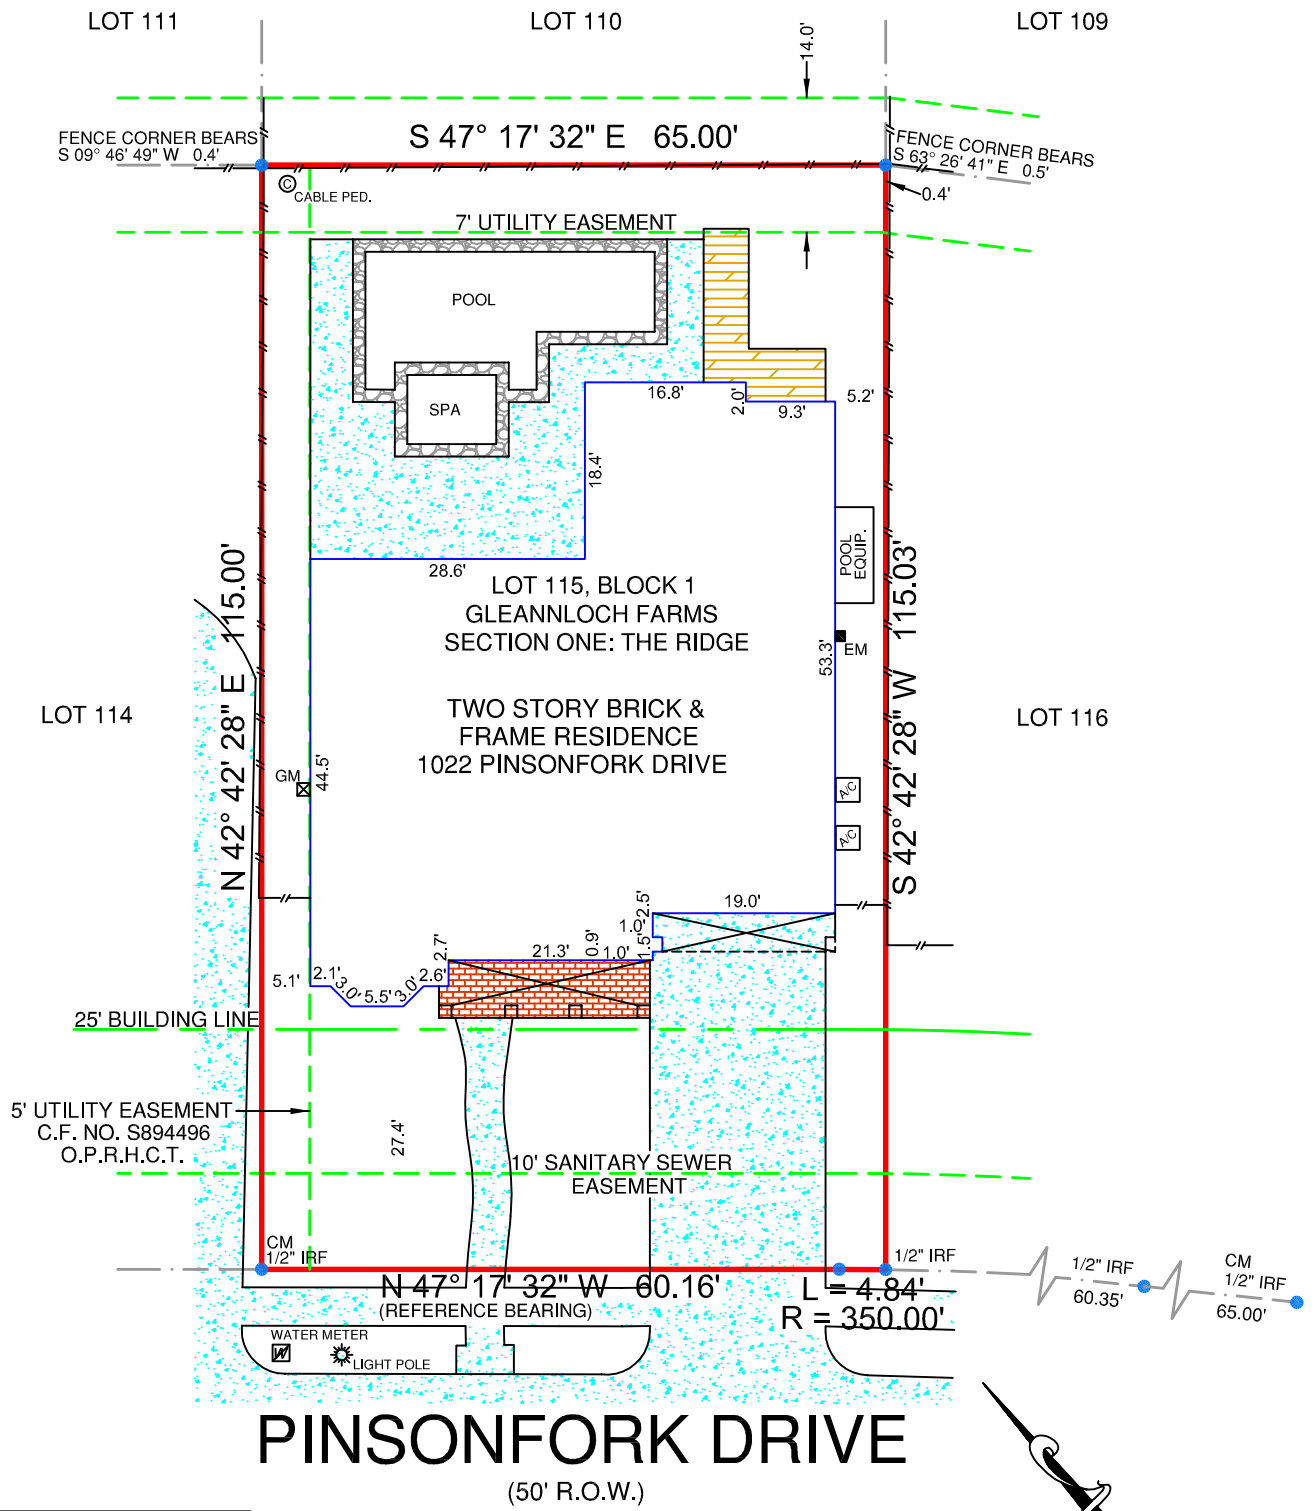 LOT 111
LOT 110
LOT 109
14.0'
FENCE CORNER BEARS
S 09° 46' 49" W 0.4'
S 47° 17' 32" E 65.00'
FENCE CORNER BEARS
S 63° 26' 41" E 0.5'
0.4'
C
CABLE PED.
7' UTILITY EASEMENT
POOL
SPA
16.8'
2.0'
9.3'
5.2'
18.4'
28.6'
POOL
EQUIP.
N 42° 42' 28" E 115.00'
S 42° 42' 28" W 115.03'
LOT 115, BLOCK 1
GLEANNLOCH FARMS
SECTION ONE: THE RIDGE
EM
53.3'
LOT 114
LOT 116
TWO STORY BRICK &
FRAME RESIDENCE
1022 PINSONFORK DRIVE
GM
44.5'
A/C
A/C
19.0'
2.5'
1.0'
1.5'
21.3'
0.9'
1.0'
2.7'
2.6'
5.1'
2.1'
3.0'
5.5'
3.0'
25' BUILDING LINE
5' UTILITY EASEMENT
C.F. NO. S894496
O.P.R.H.C.T.
27.4'
10' SANITARY SEWER
EASEMENT
CM
1/2" IRF
1/2" IRF
1/2" IRF
60.35'
CM
1/2" IRF
65.00'
N 47° 17' 32" W 60.16'
(REFERENCE BEARING)
L = 4.84'
R = 350.00'
WATER METER
W
LIGHT POLE
PINSONFORK DRIVE
(50' R.O.W.)